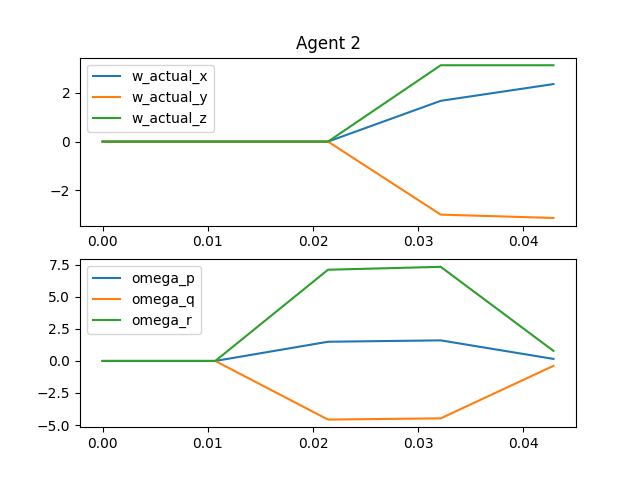 Agent 2
w_actual_x
w_actual_y
w_actual_z
2
0
−2
0.00 0.01 0.02 0.03 0.04
omega_p
omega_q
omega_r
7.5
5.0
2.5
0.0
−2.5
−5.0
0.00 0.01 0.02 0.03 0.04